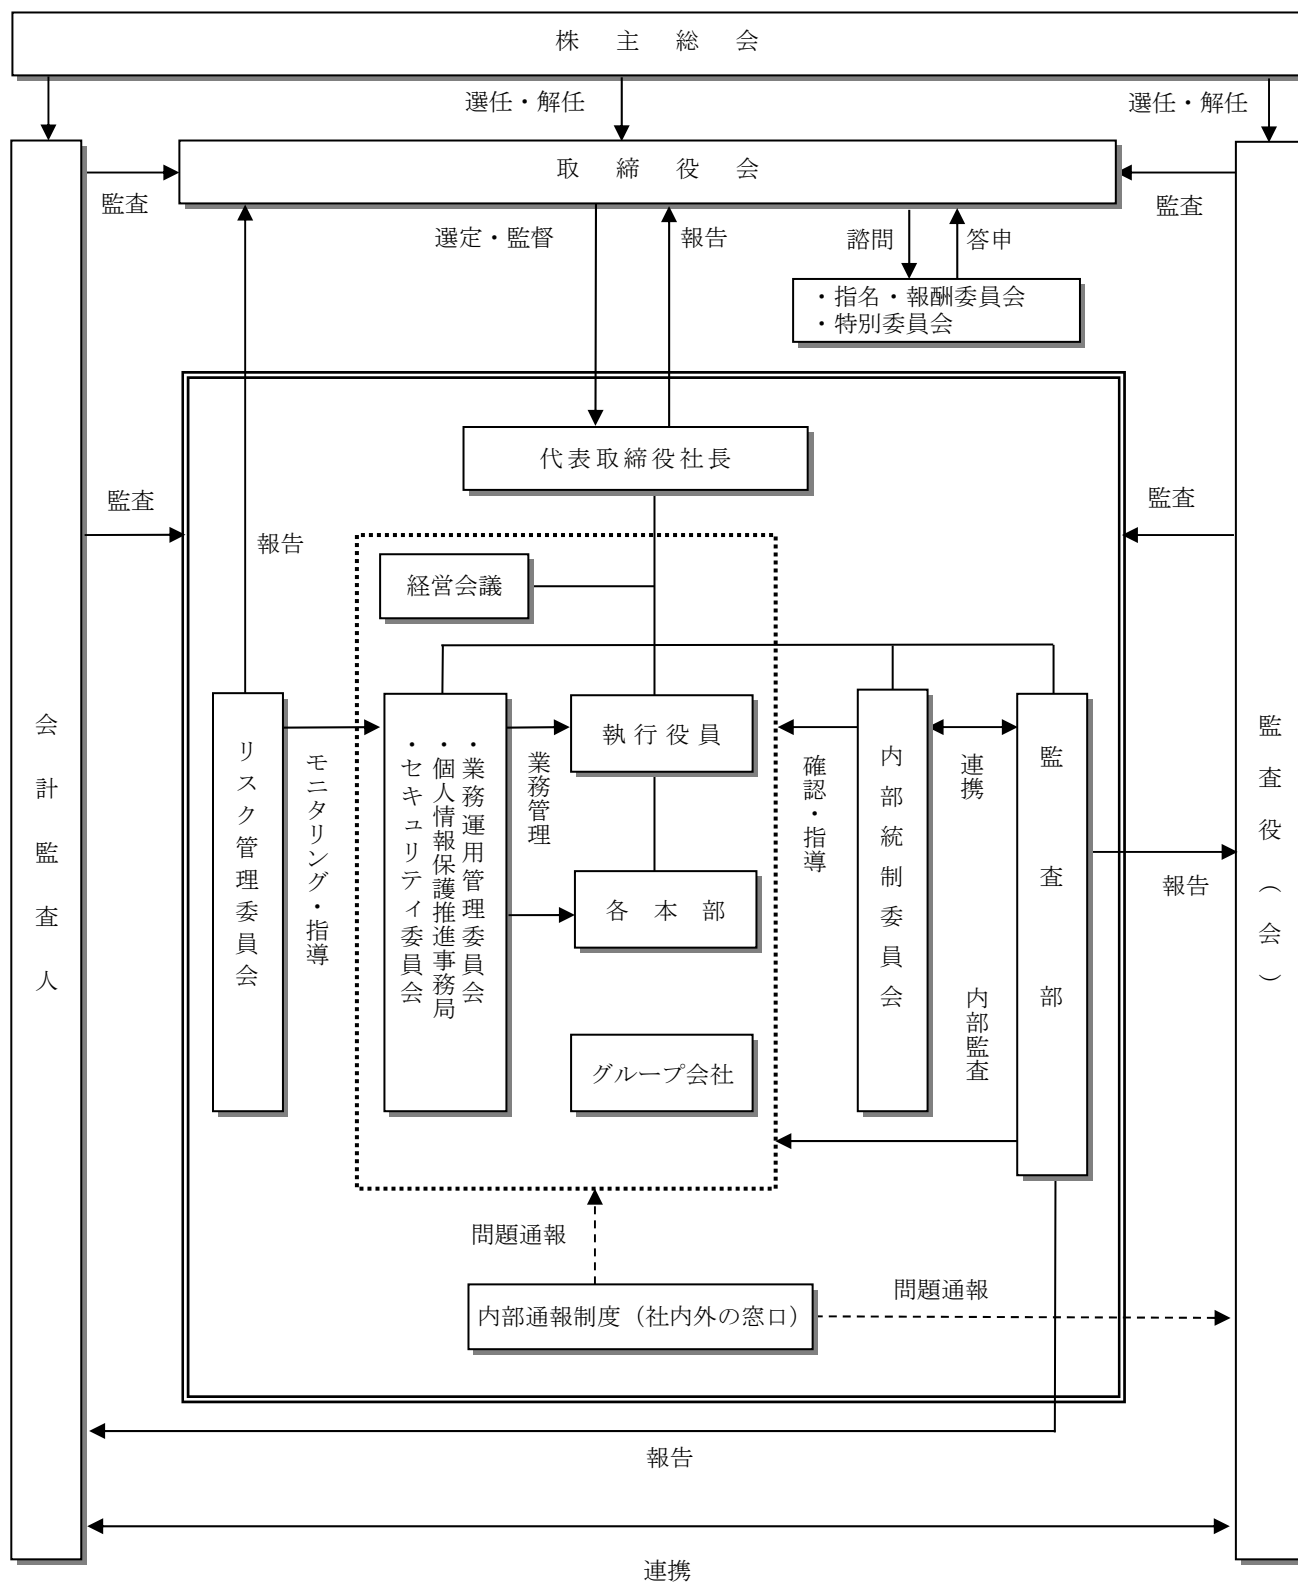 株主総会
選任・解任
選任・解任
取締役会
監査
監査
選定・監督
報告
諮問
答申
・指名・報酬委員会
・特別委員会
代表取締役社長
監査
監査
報告
経営会議
会計監査人
リスク管理委員会
モニタリング・指導
・業務運用管理委員会
・個人情報保護推進事務局
・セキュリティ委員会
業務管理
執行役員
各本部
グループ会社
確認・指導
内部統制委員会
連携
内部監査
監査部
報告
監査役（会）
問題通報
内部通報制度（社内外の窓口）
問題通報
報告
連携